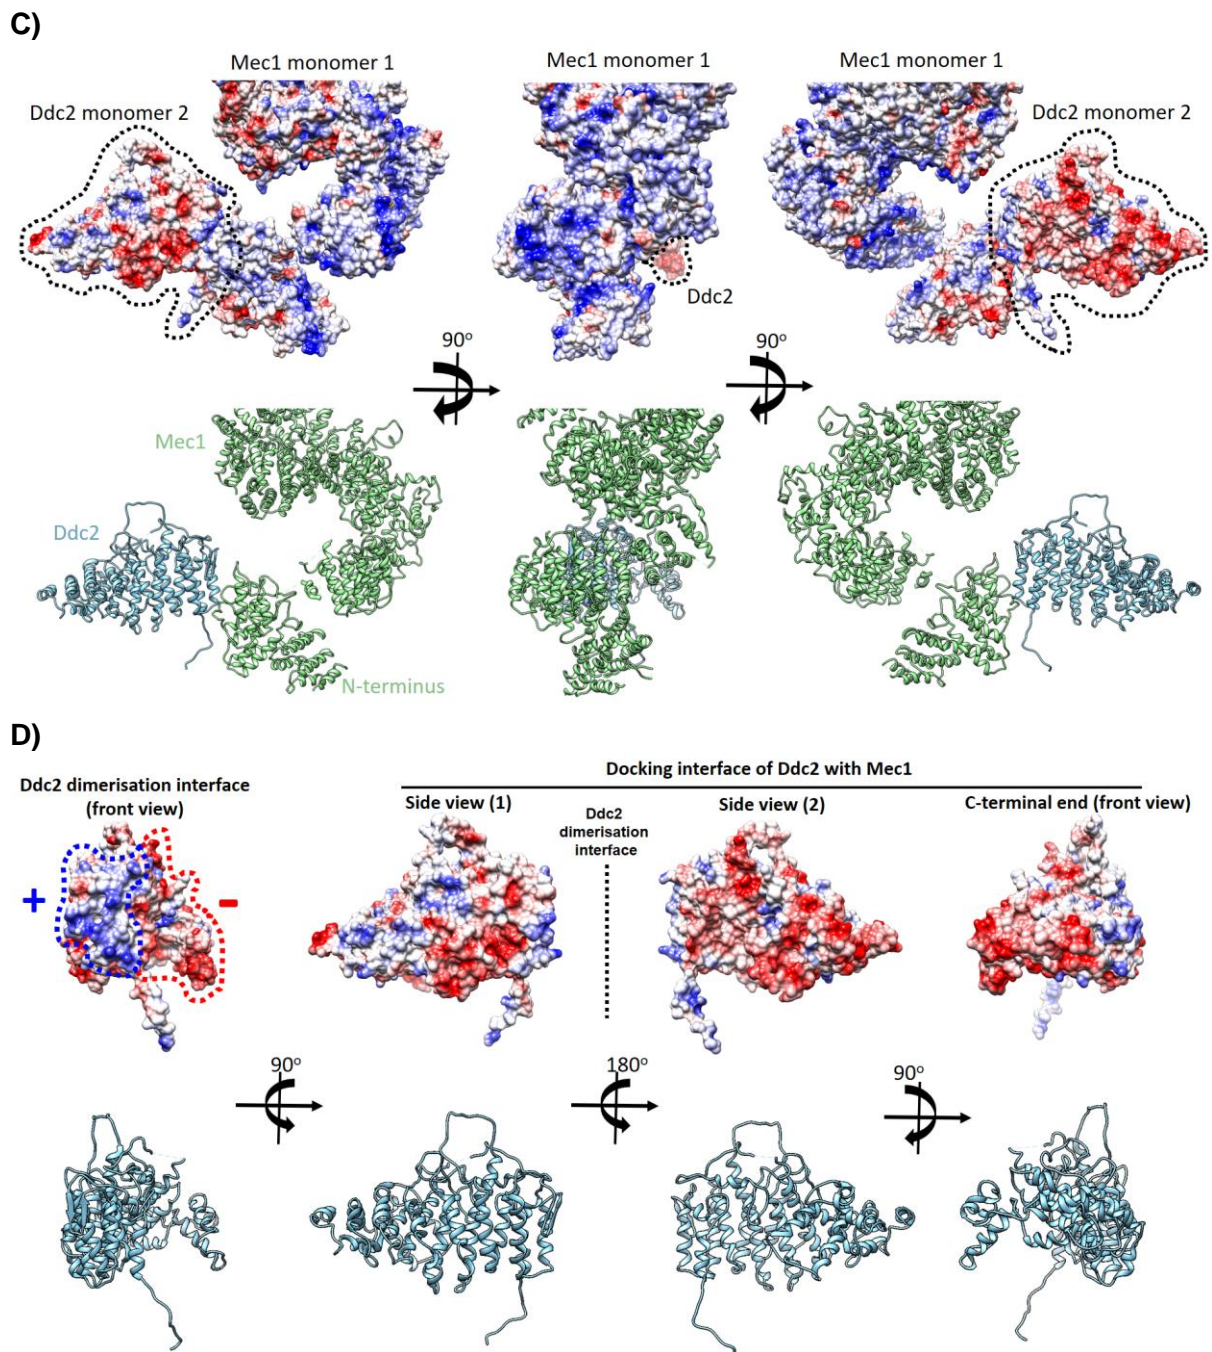 C)
Mec1 monomer 1
Mec1 monomer 1
Mec1 monomer 1
Ddc2 monomer 2
Ddc2 monomer 2
Ddc2
90°
90°
Mec1
Ddc2
N-terminus
D)
Docking interface of Ddc2 with Mec1
Ddc2 dimerisation interface
(front view)
Side view (1)
Ddc2
dimerisation
interface
Side view (2)
C-terminal end (front view)
+
-
90°
180°
90°